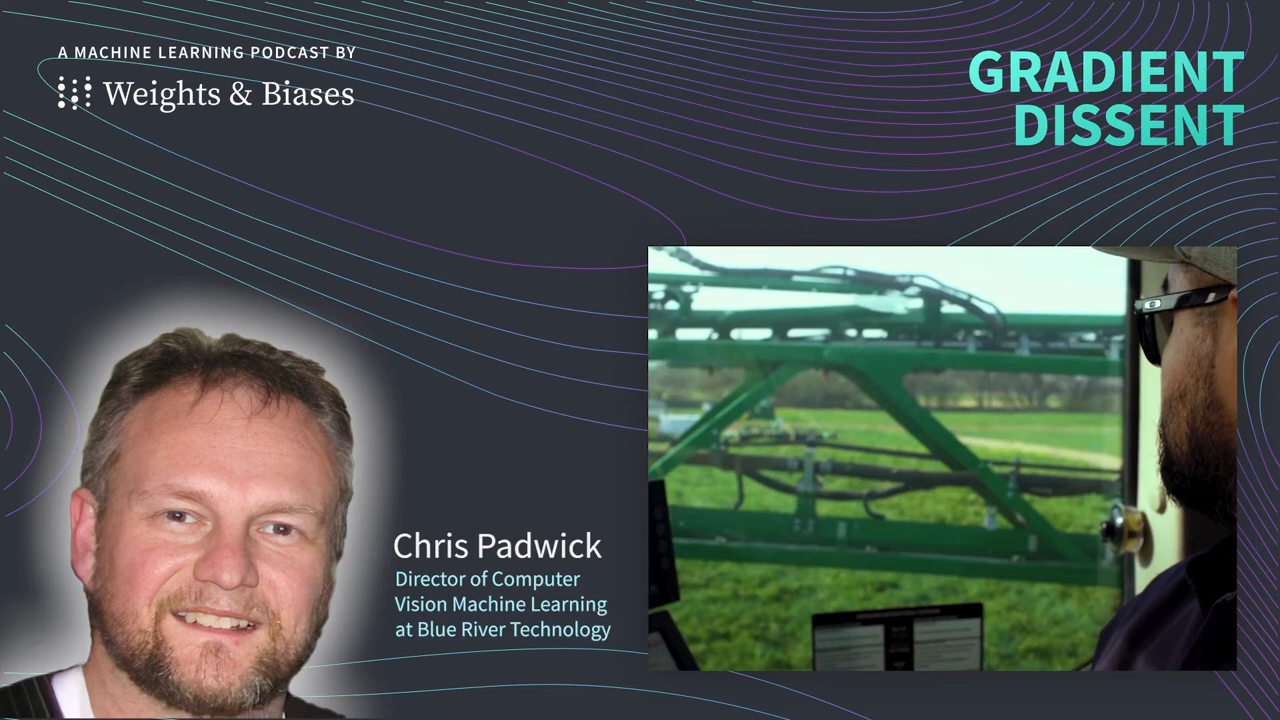 A MACHINE LEARNING PODCAST BY
Weights & Biases
GRADIENT
DISSENT
Chris Padwick
Director of Computer
Vision Machine Learning
at Blue River Technology